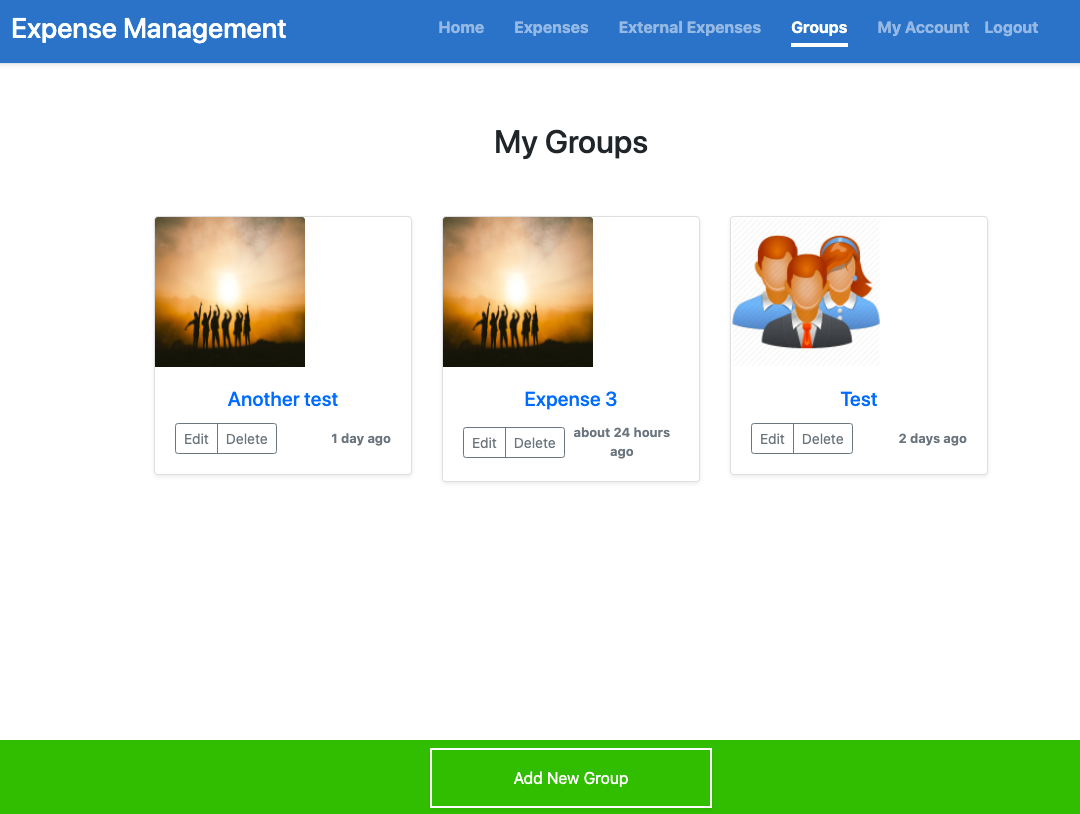 Expense Management Home Expenses External Expenses Groups My Account Logout
My Groups
Another test
Edit Delete 1 day ago
Expense 3
Edit Delete about 24 hours
ago
Test
Edit Delete 2 days ago
Add New Group